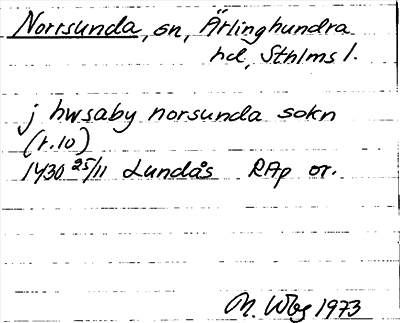 Norrsunda, sn, Ärlinghundra
hd, Sthlms l.
j hwsaby norsunda sokn
(r.10)
1430 25/11 Lundås RAp or.
M. Wbg 1973